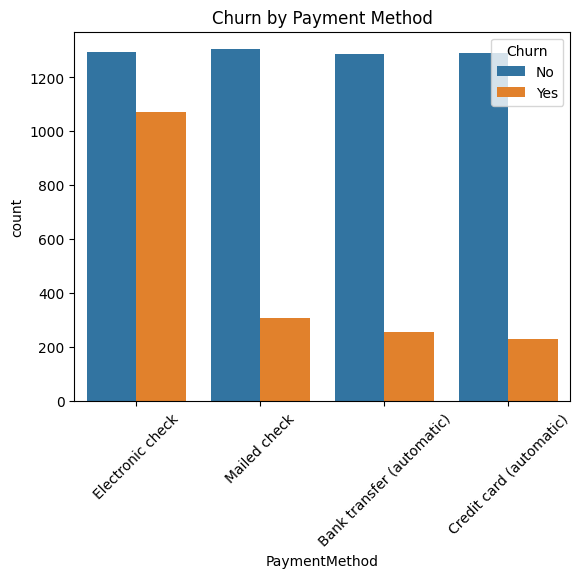 Churn by Payment Method
Churn
No
Yes
count
1200
1000
800
600
400
200
0
Electronic check
Mailed check
Bank transfer (automatic)
Credit card (automatic)
PaymentMethod